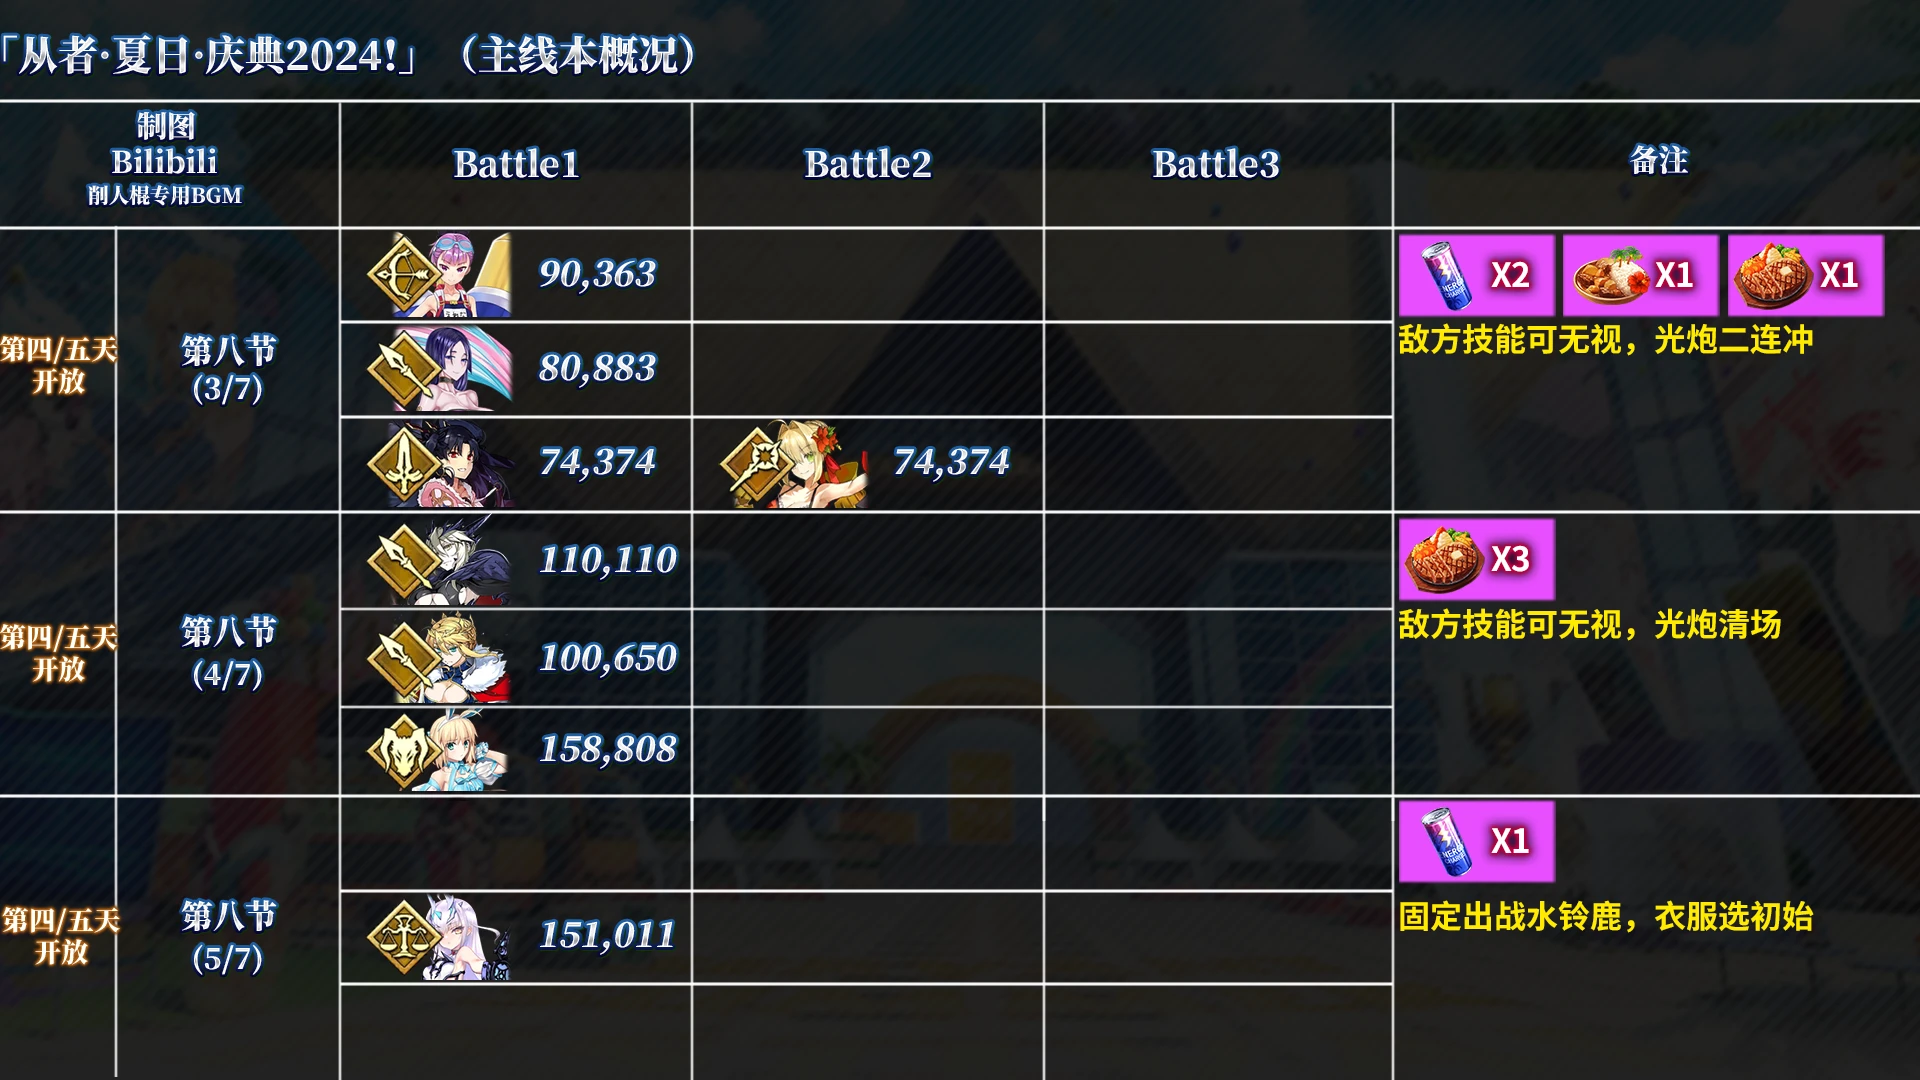 「从者·夏日·庆典2024!」（主线本概况）
制图
Bilibili
削人棍专用BGM
Battle1
Battle2
Battle3
备注
第四/五天
开放
第八节
(3/7)
90,363
80,883
74,374
74,374
X2
X1
X1
敌方技能可无视，光炮二连冲
第四/五天
开放
第八节
(4/7)
110,110
100,650
158,808
X3
敌方技能可无视，光炮清场
第四/五天
开放
第八节
(5/7)
151,011
X1
固定出战水铃鹿，衣服选初始